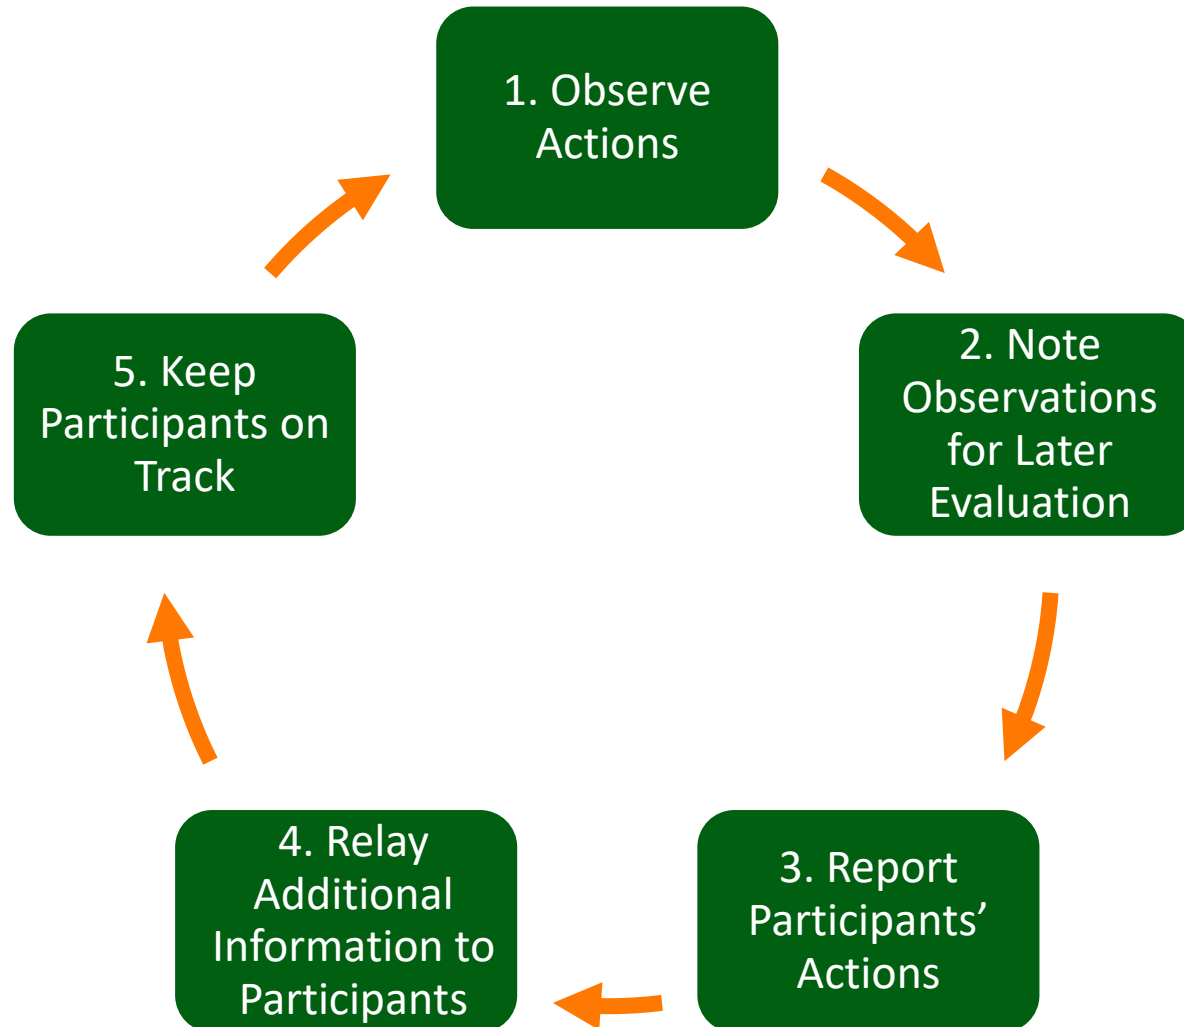 1. Observe
Actions
2. Note
Observations
for Later
Evaluation
3. Report
Participants’
Actions
4. Relay
Additional
Information to
Participants
5. Keep
Participants on
Track